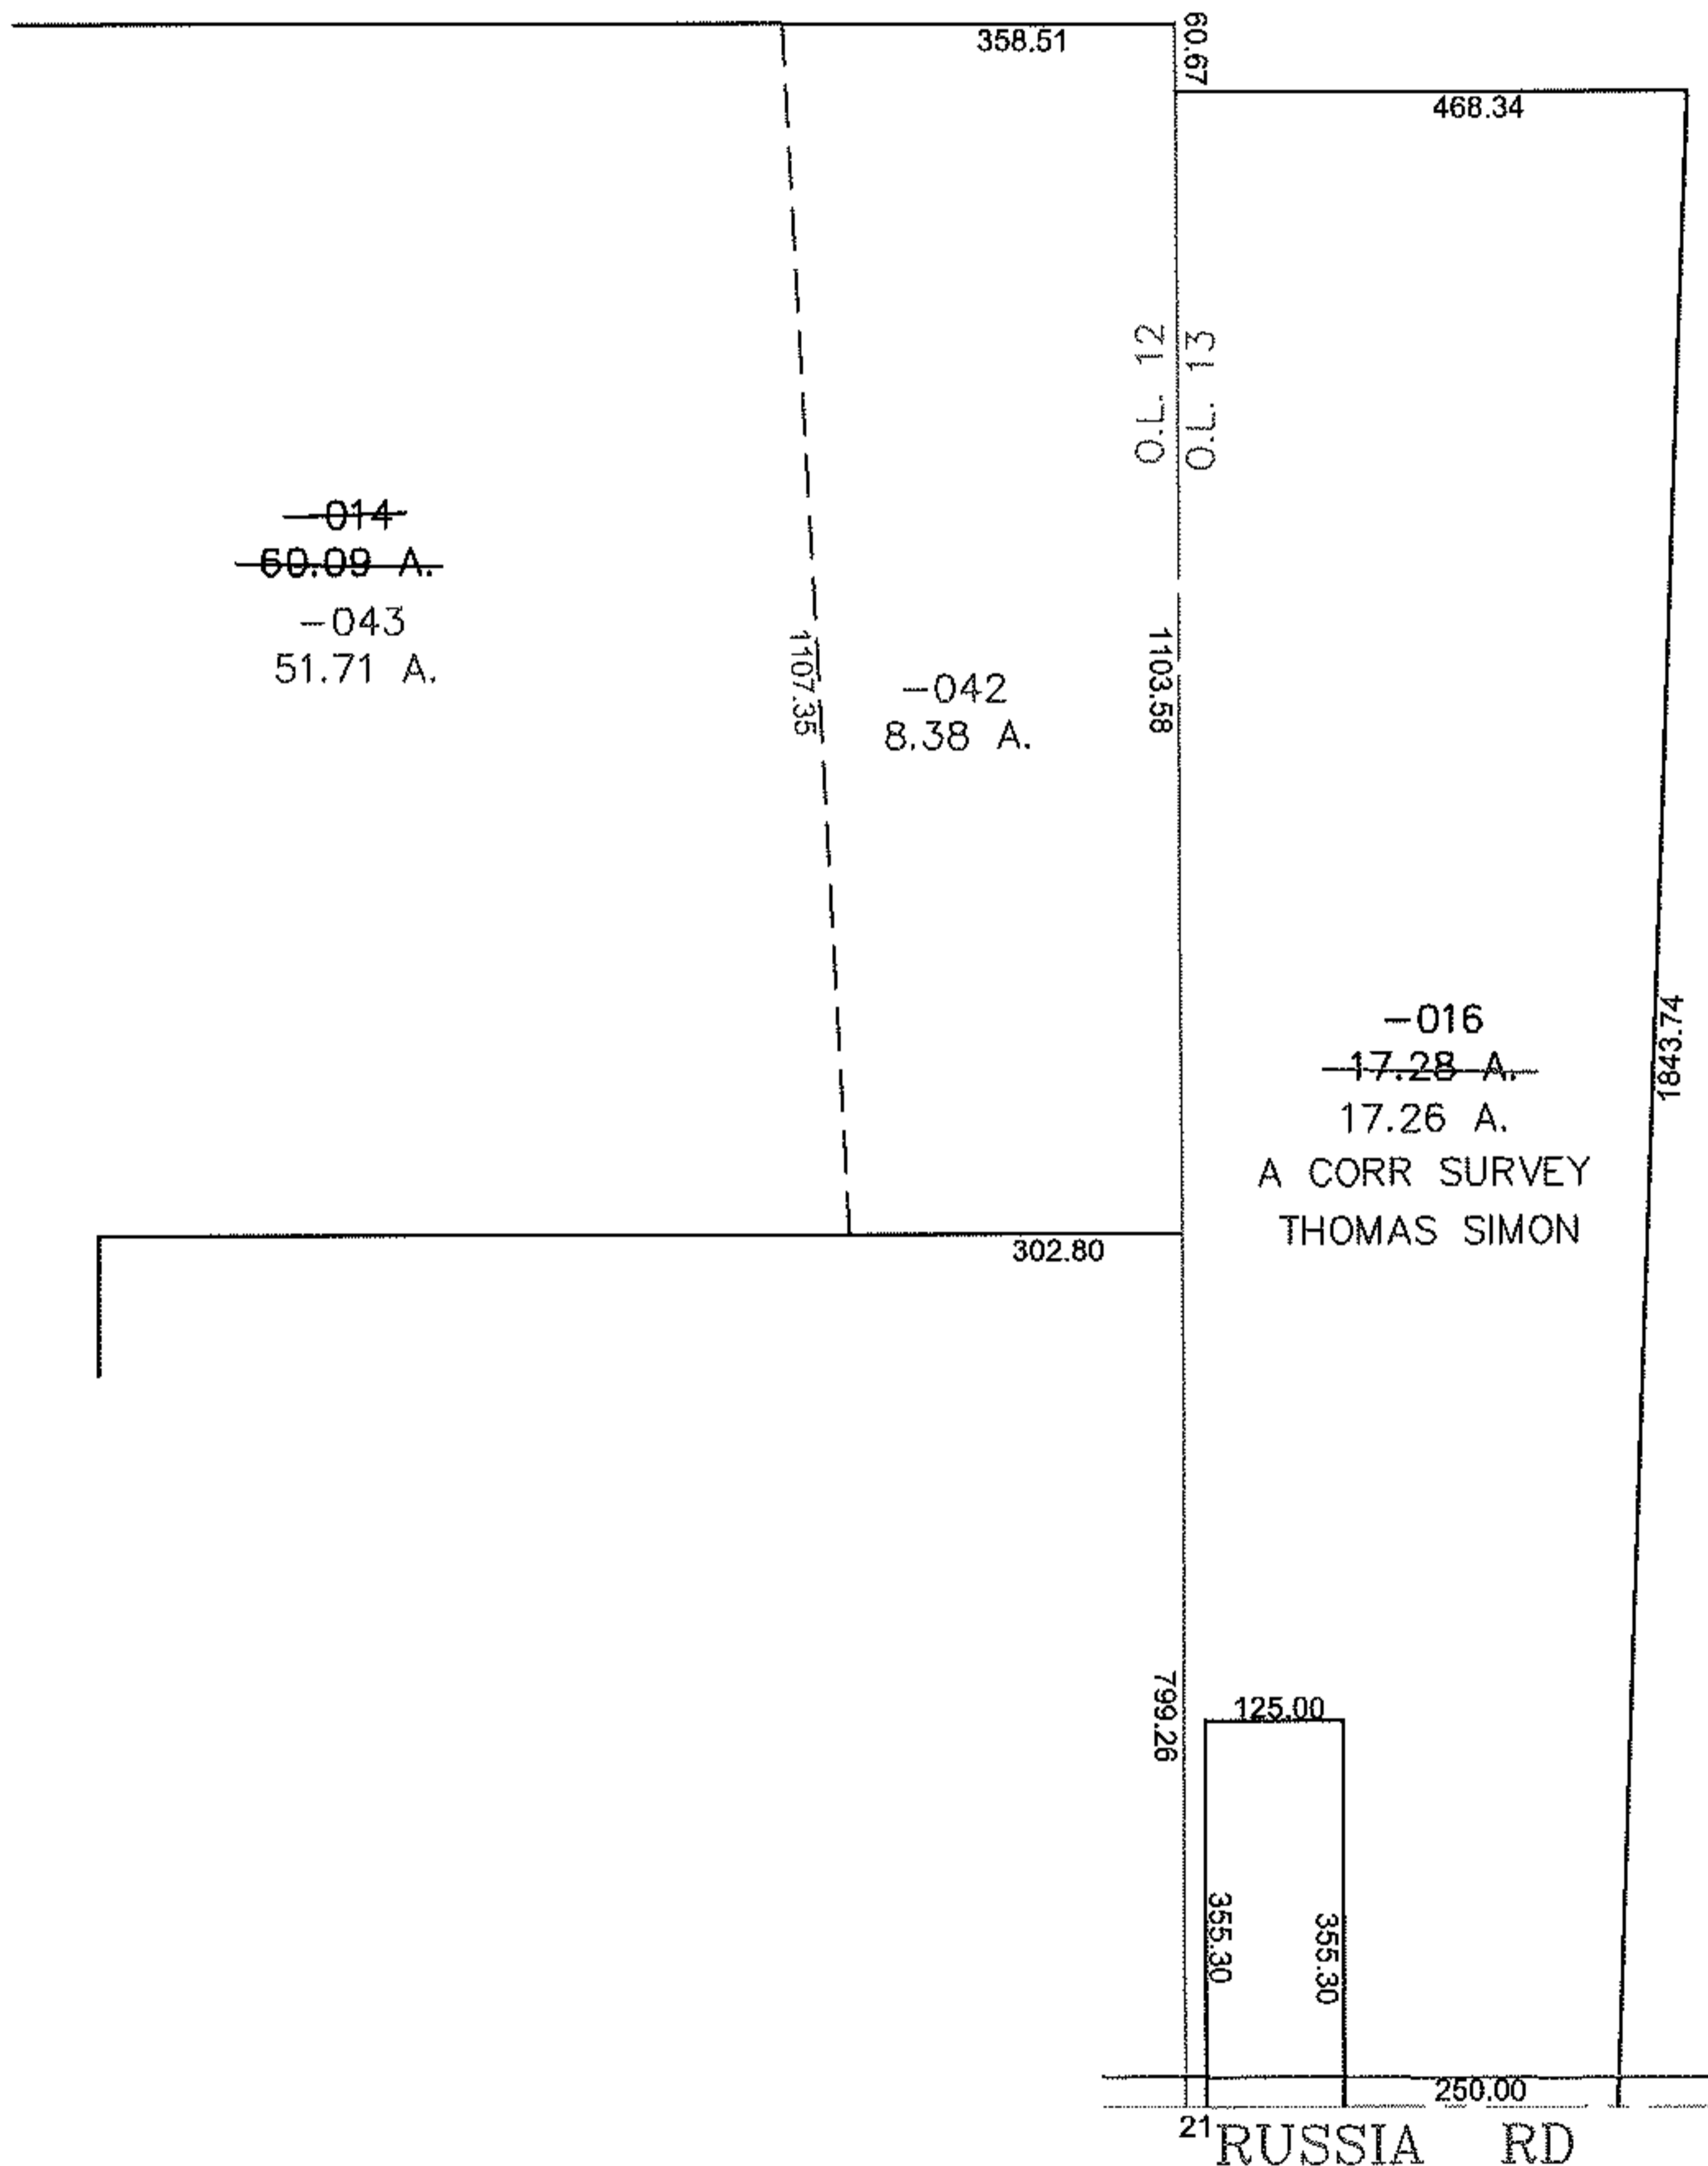 358.51
60.67
468.34
O.L. 12
O.L. 13
-014
60.09 A.
-043
51.71 A.
1107.35
1103.58
-042
8.38 A.
-016
17.28 A.
17.26 A.
A CORR SURVEY
THOMAS SIMON
1843.74
302.80
799.26
125.00
355.30
355.30
250.00
21
RUSSIA RD